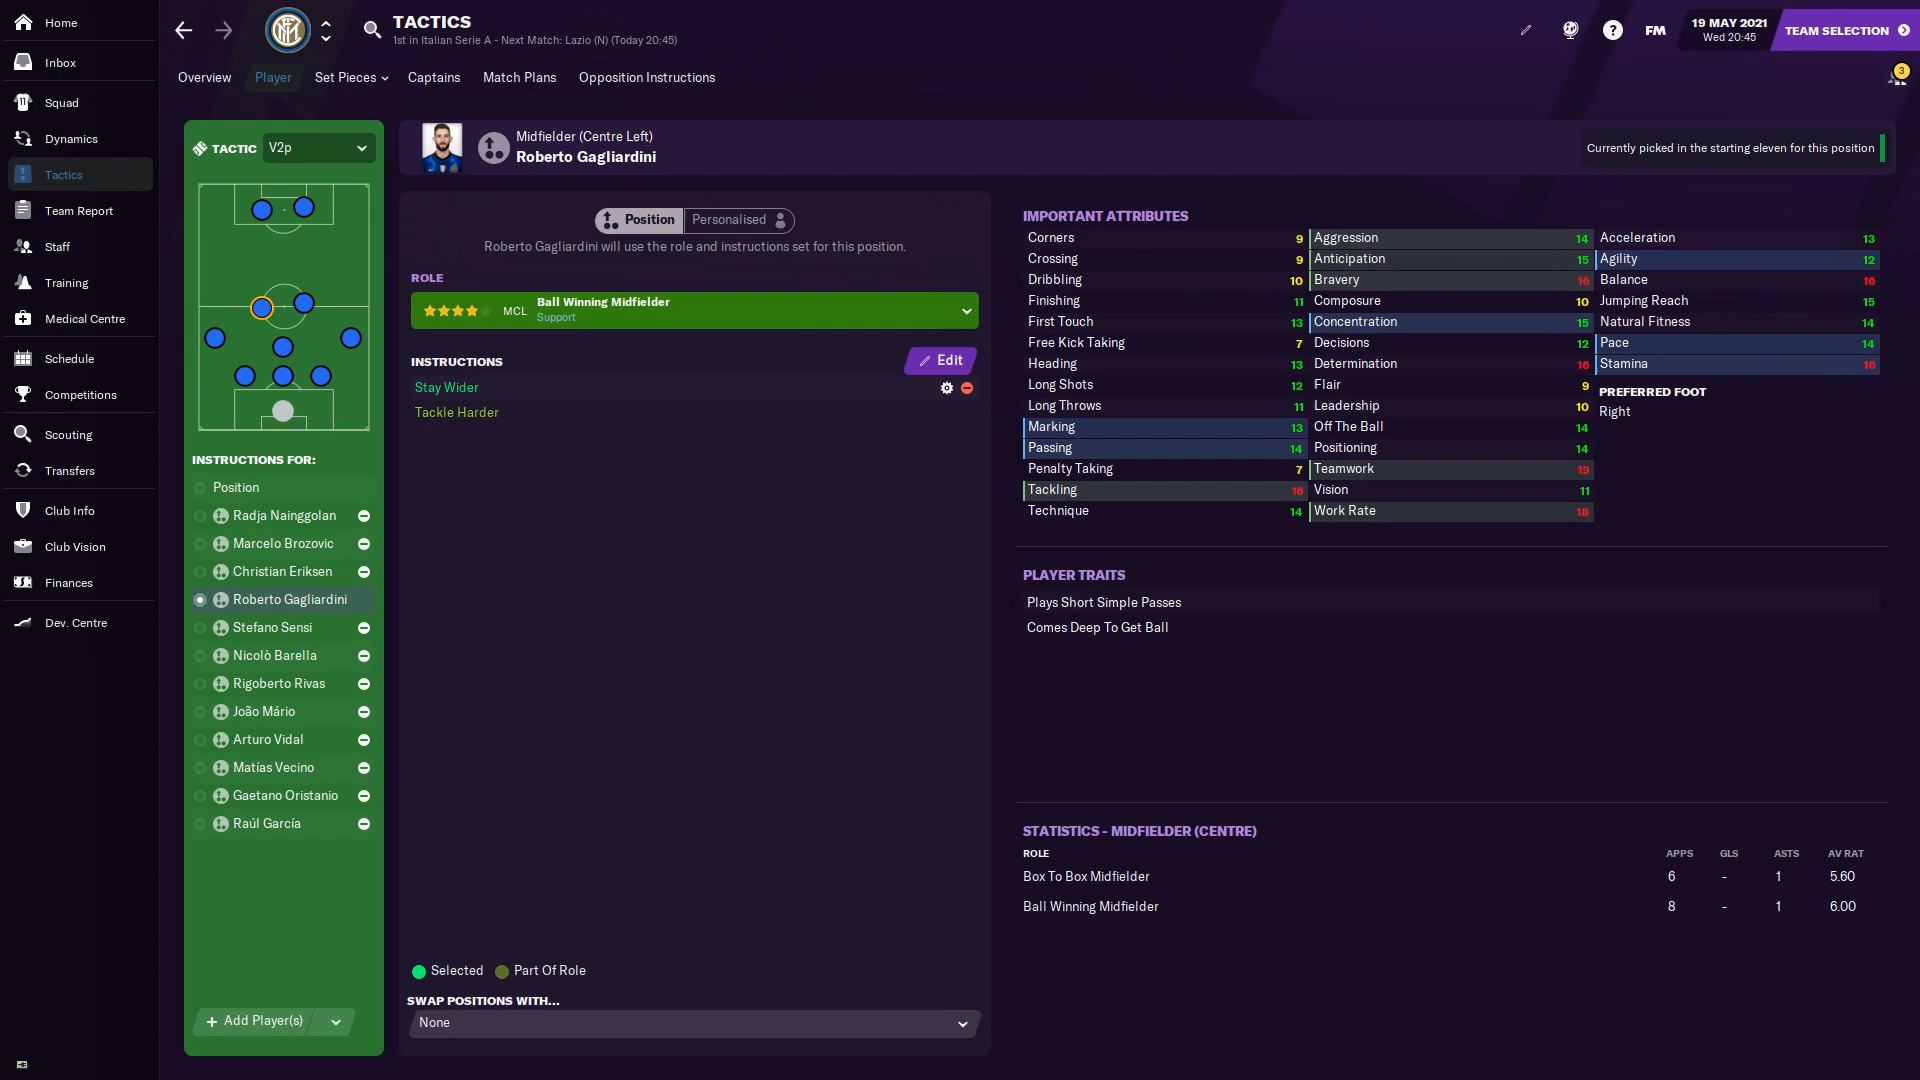 Home
Inbox
Squad
Dynamics
Tactics
Team Report
Staff
Training
Medical Centre
Schedule
Competitions
Scouting
Transfers
Club Info
Club Vision
Finances
Dev. Centre
TACTICS
1st in Italian Serie A - Next Match: Lazio (N) (Today 20:45)
FM
19 MAY 2021
Wed 20:45
TEAM SELECTION
3
Overview
Player
Set Pieces
Captains
Match Plans
Opposition Instructions
TACTIC
V2p
INSTRUCTIONS FOR:
Position
Radja Nainggolan
Marcelo Brozovic
Christian Eriksen
Roberto Gagliardini
Stefano Sensi
Nicolò Barella
Rigoberto Rivas
João Mário
Arturo Vidal
Matías Vecino
Gaetano Oristanio
Raúl García
Add Player(s)
Midfielder (Centre Left)
Roberto Gagliardini
Currently picked in the starting eleven for this position
Position
Personalised
Roberto Gagliardini will use the role and instructions set for this position.
ROLE
MCL
Ball Winning Midfielder
Support
INSTRUCTIONS
Edit
Stay Wider
Tackle Harder
Selected
Part Of Role
SWAP POSITIONS WITH...
None
IMPORTANT ATTRIBUTES
Corners 9
Crossing 9
Dribbling 10
Finishing 11
First Touch 13
Free Kick Taking 7
Heading 13
Long Shots 12
Long Throws 11
Marking 13
Passing 14
Penalty Taking 7
Tackling 16
Technique 14
Aggression 14
Anticipation 15
Bravery 16
Composure 10
Concentration 15
Decisions 12
Determination 16
Flair 9
Leadership 10
Off The Ball 14
Positioning 14
Teamwork 19
Vision 11
Work Rate 18
Acceleration 13
Agility 12
Balance 16
Jumping Reach 15
Natural Fitness 14
Pace 14
Stamina 16
PREFERRED FOOT
Right
PLAYER TRAITS
Plays Short Simple Passes
Comes Deep To Get Ball
STATISTICS - MIDFIELDER (CENTRE)
ROLE APPS GLS ASTS AV RAT
Box To Box Midfielder 6 - 1 5.60
Ball Winning Midfielder 8 - 1 6.00